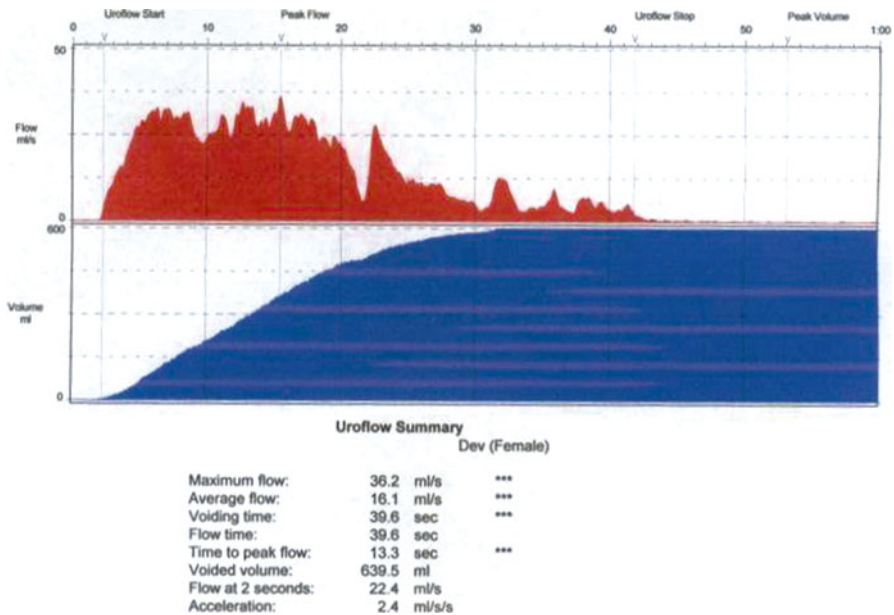 Uroflow Start Peak Flow Uroflow Stop Peak Volume
0 10 20 30 40 50 1:00
50
Flow
ml/s
0
600
Volume
ml
0
Uroflow Summary
Dev (Female)
Maximum flow: 36.2 ml/s ***
Average flow: 16.1 ml/s ***
Voiding time: 39.6 sec ***
Flow time: 39.6 sec
Time to peak flow: 13.3 sec ***
Voided volume: 639.5 ml
Flow at 2 seconds: 22.4 ml/s
Acceleration: 2.4 ml/s/s